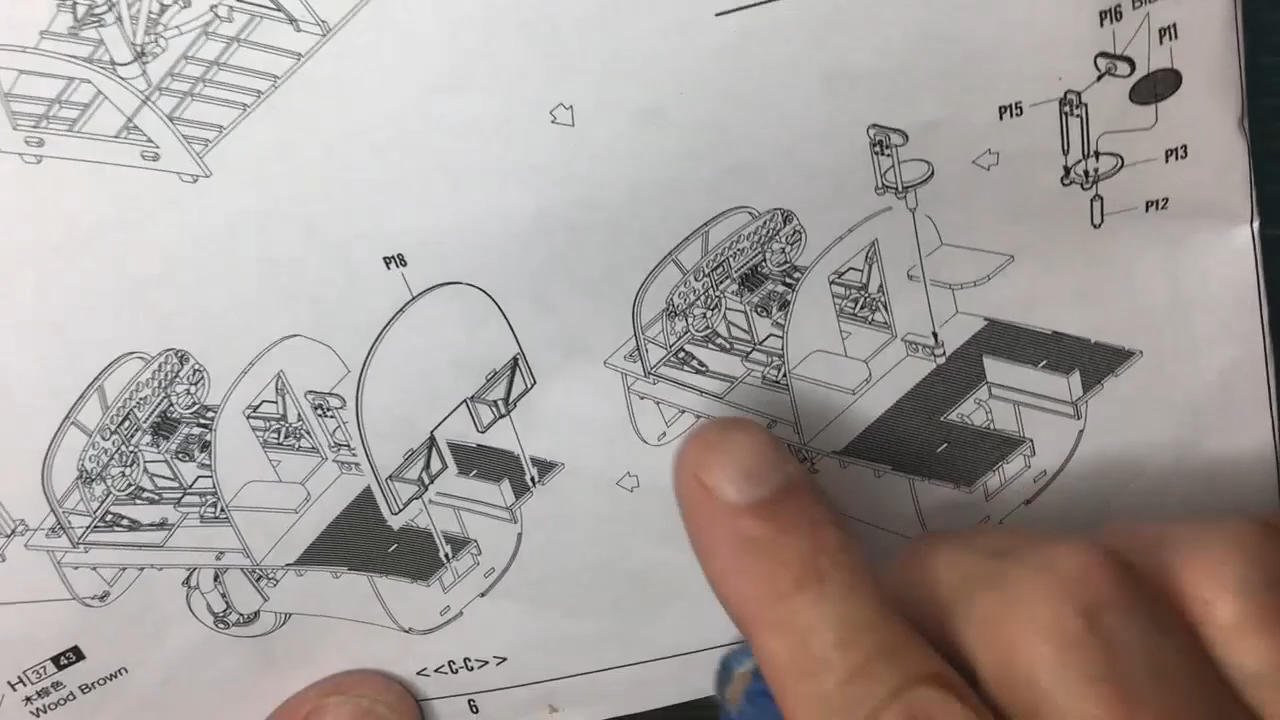 P16
P11
P15
P13
P12
P18
H 37 43
木棕色
Wood Brown
<<C-C>>
6